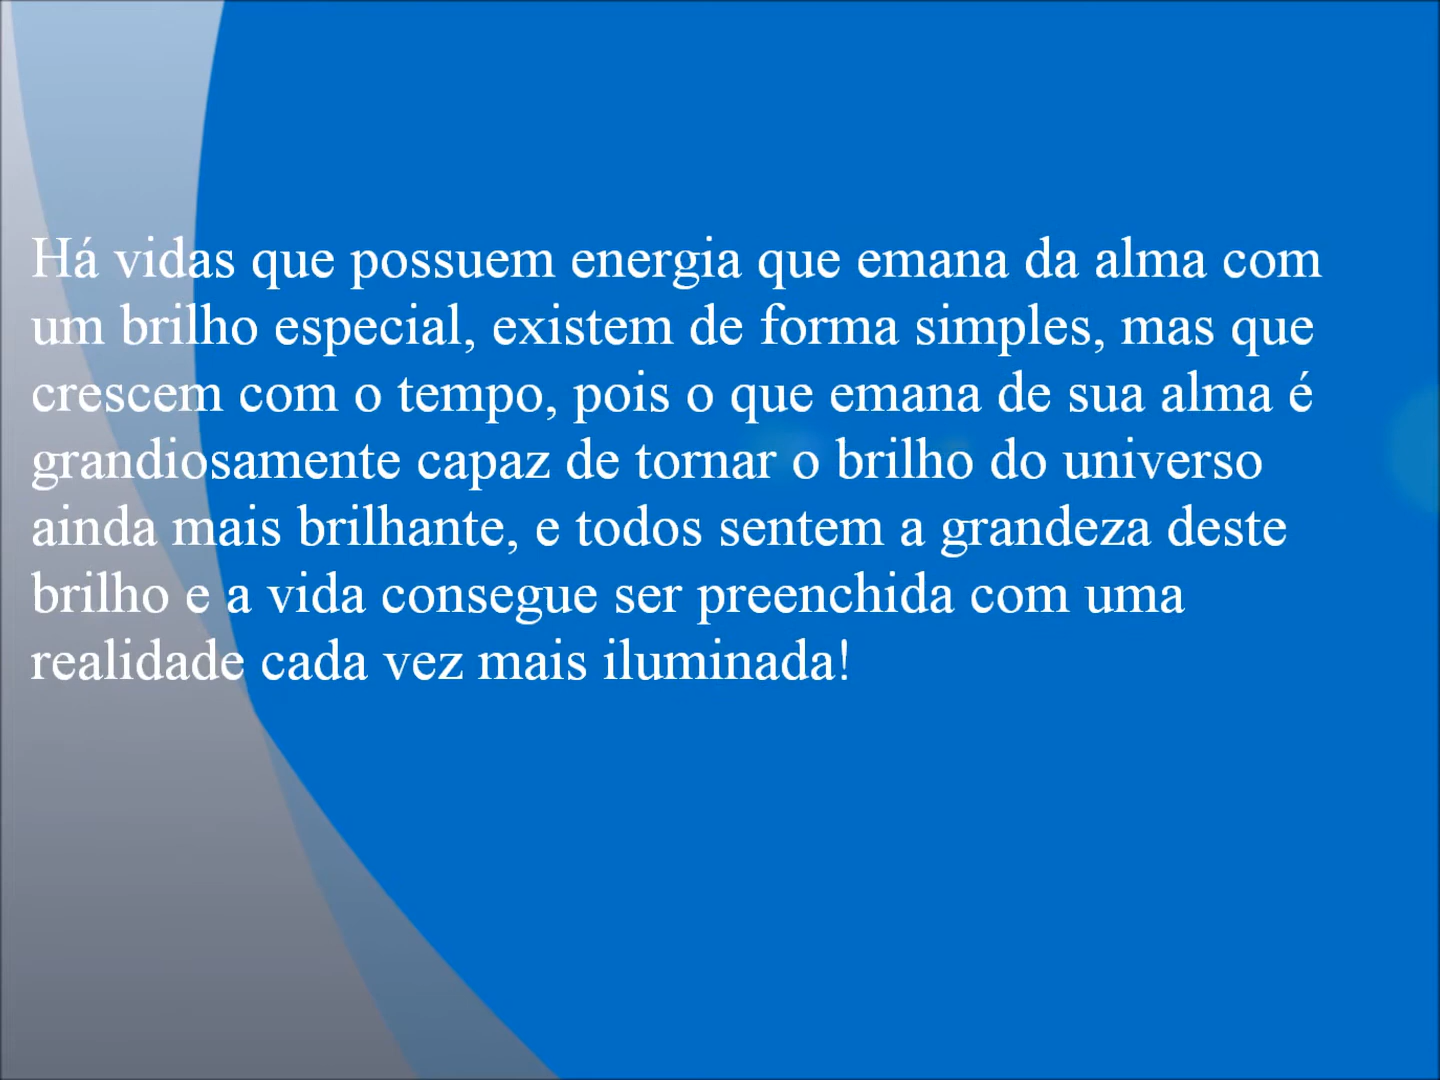 Há vidas que possuem energia que emana da alma com
um brilho especial, existem de forma simples, mas que
crescem com o tempo, pois o que emana de sua alma é
grandiosamente capaz de tornar o brilho do universo
ainda mais brilhante, e todos sentem a grandeza deste
brilho e a vida consegue ser preenchida com uma
realidade cada vez mais iluminada!